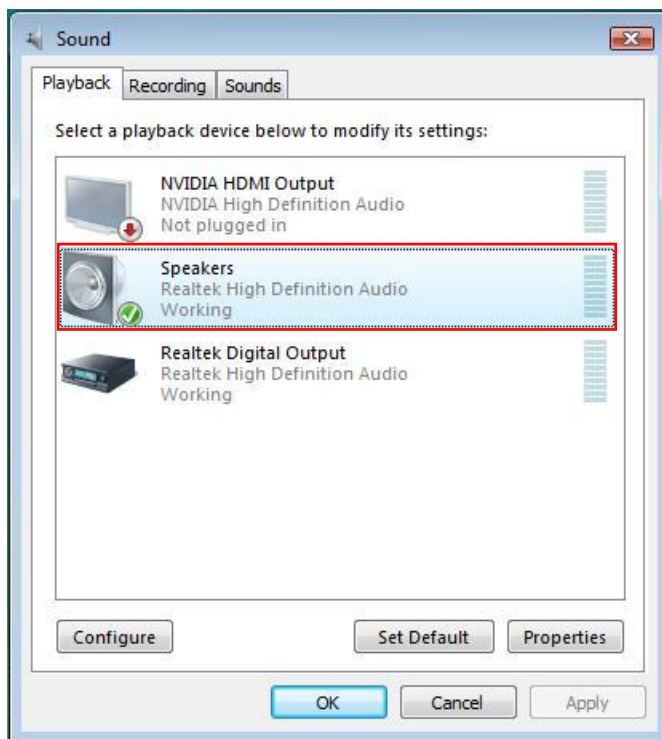 Sound
Playback Recording Sounds
Select a playback device below to modify its settings:
NVIDIA HDMI Output
NVIDIA High Definition Audio
Not plugged in
Speakers
Realtek High Definition Audio
Working
Realtek Digital Output
Realtek High Definition Audio
Working
Configure Set Default Properties
OK Cancel Apply